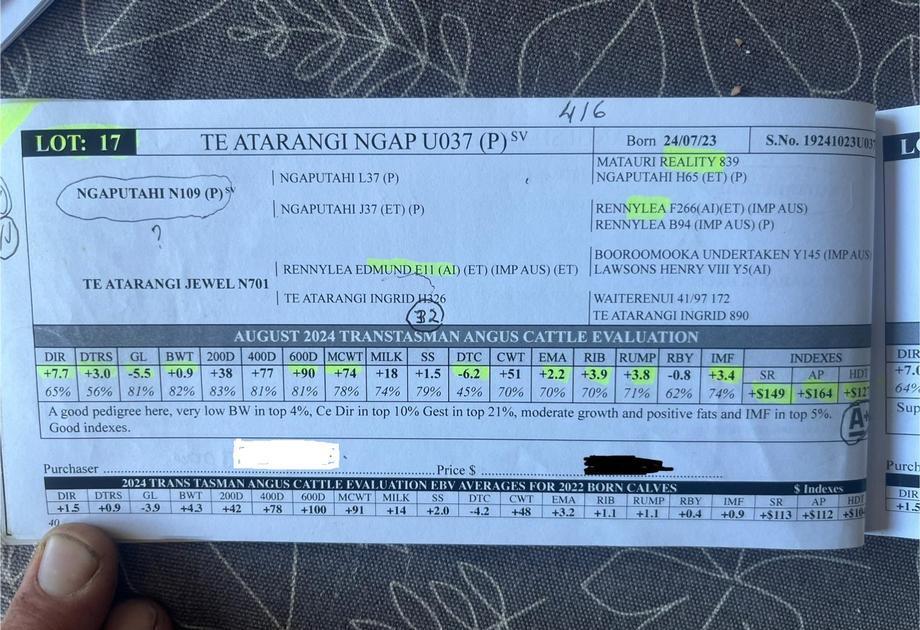 4/6
LOT: 17 TE ATARANGI NGAP U037 (P) SV Born 24/07/23 S.No. 19241023U037
MATAURI REALITY 839
NGAPUTAHI L37 (P)
NGAPUTAHI H65 (ET) (P)
NGAPUTAHI N109 (P) SV
NGAPUTAHI J37 (ET) (P)
RENNYLEA F266(AI)(ET) (IMP AUS)
RENNYLEA B94 (IMP AUS) (P)
?
BOOROOMOOKA UNDERTAKEN Y145 (IMP AUS)
RENNYLEA EDMUND E11 (AI) (ET) (IMP AUS) (ET)
LAWSONS HENRY VIII Y5(AI)
TE ATARANGI JEWEL N701
TE ATARANGI INGRID
WAITERENUI 41/97 172
32
TE ATARANGI INGRID 890
AUGUST 2024 TRANSTASMAN ANGUS CATTLE EVALUATION
DIR DTRS GL BWT 200D 400D 600D MCWT MILK SS DTC CWT EMA RIB RUMP RBY IMF INDEXES
SR AP HDT
+7.7 +3.0 -5.5 +0.9 +38 +77 +90 +74 +18 +1.5 -6.2 +51 +2.2 +3.9 +3.8 -0.8 +3.4
65% 56% 81% 82% 83% 81% 81% 78% 74% 79% 45% 70% 70% 70% 71% 62% 74% +$149 +$164 +$12
A good pedigree here, very low BW in top 4%, Ce Dir in top 10% Gest in top 21%, moderate growth and positive fats and IMF in top 5%.
Good indexes.
A+
Purchaser Price $
2024 TRANS TASMAN ANGUS CATTLE EVALUATION EBV AVERAGES FOR 2022 BORN CALVES $ Indexes
DIR DTRS GL BWT 200D 400D 600D MCWT MILK SS DTC CWT EMA RIB RUMP RBY IMF SR AP HDT
+1.5 +0.9 -3.9 +4.3 +42 +78 +100 +91 +14 +2.0 -4.2 +48 +3.2 +1.1 +1.1 +0.4 +0.9 +$113 +$112 +$10
40
DIR
64%
Sup
Purch
DIR
+1.5